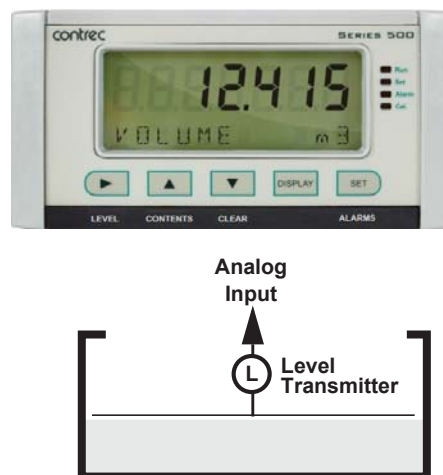 contrec SERIES 500
12.415
VOLUME m3
Run
Set
Alarm
Cal
DISPLAY SET
LEVEL CONTENTS CLEAR ALARMS
Analog
Input
L
Level
Transmitter